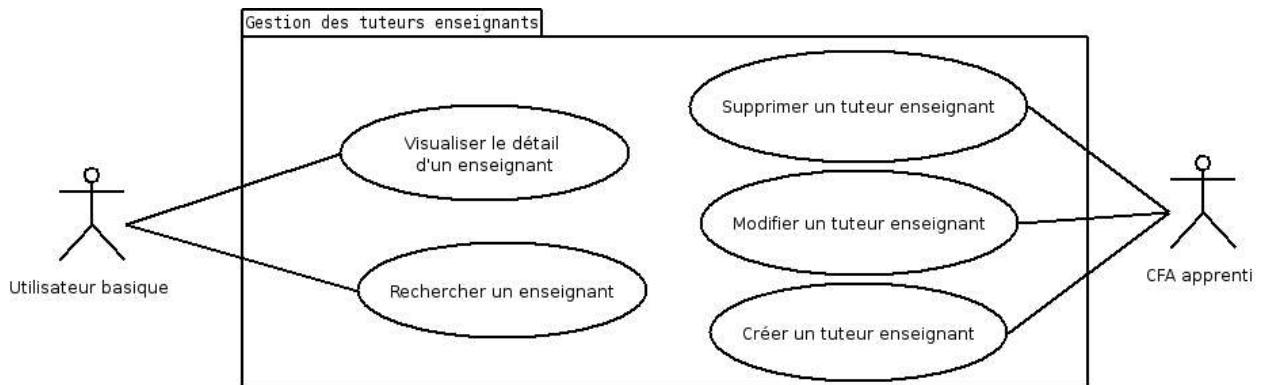 Gestion des tuteurs enseignants
Supprimer un tuteur enseignant
Visualiser le détail
d'un enseignant
Modifier un tuteur enseignant
Utilisateur basique
CFA apprenti
Rechercher un enseignant
Créer un tuteur enseignant